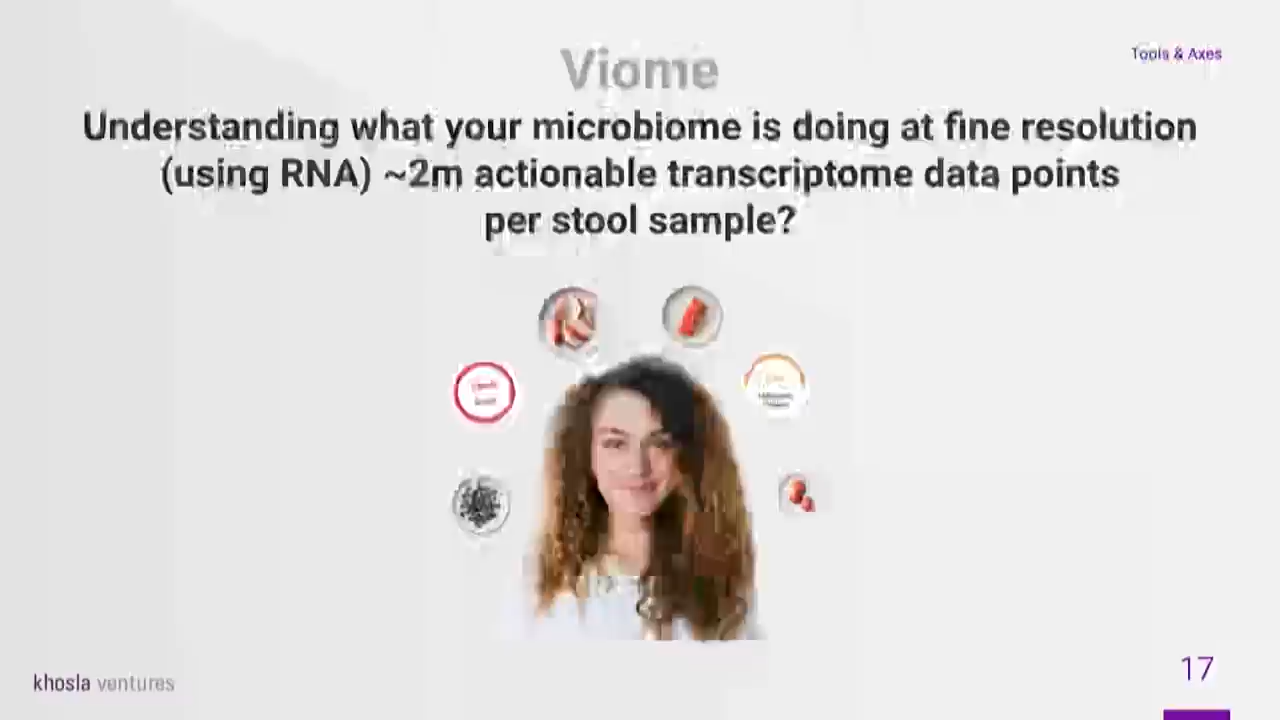 Tools & Axes
Viome
Understanding what your microbiome is doing at fine resolution
(using RNA) ~2m actionable transcriptome data points
per stool sample?
khosla ventures
17